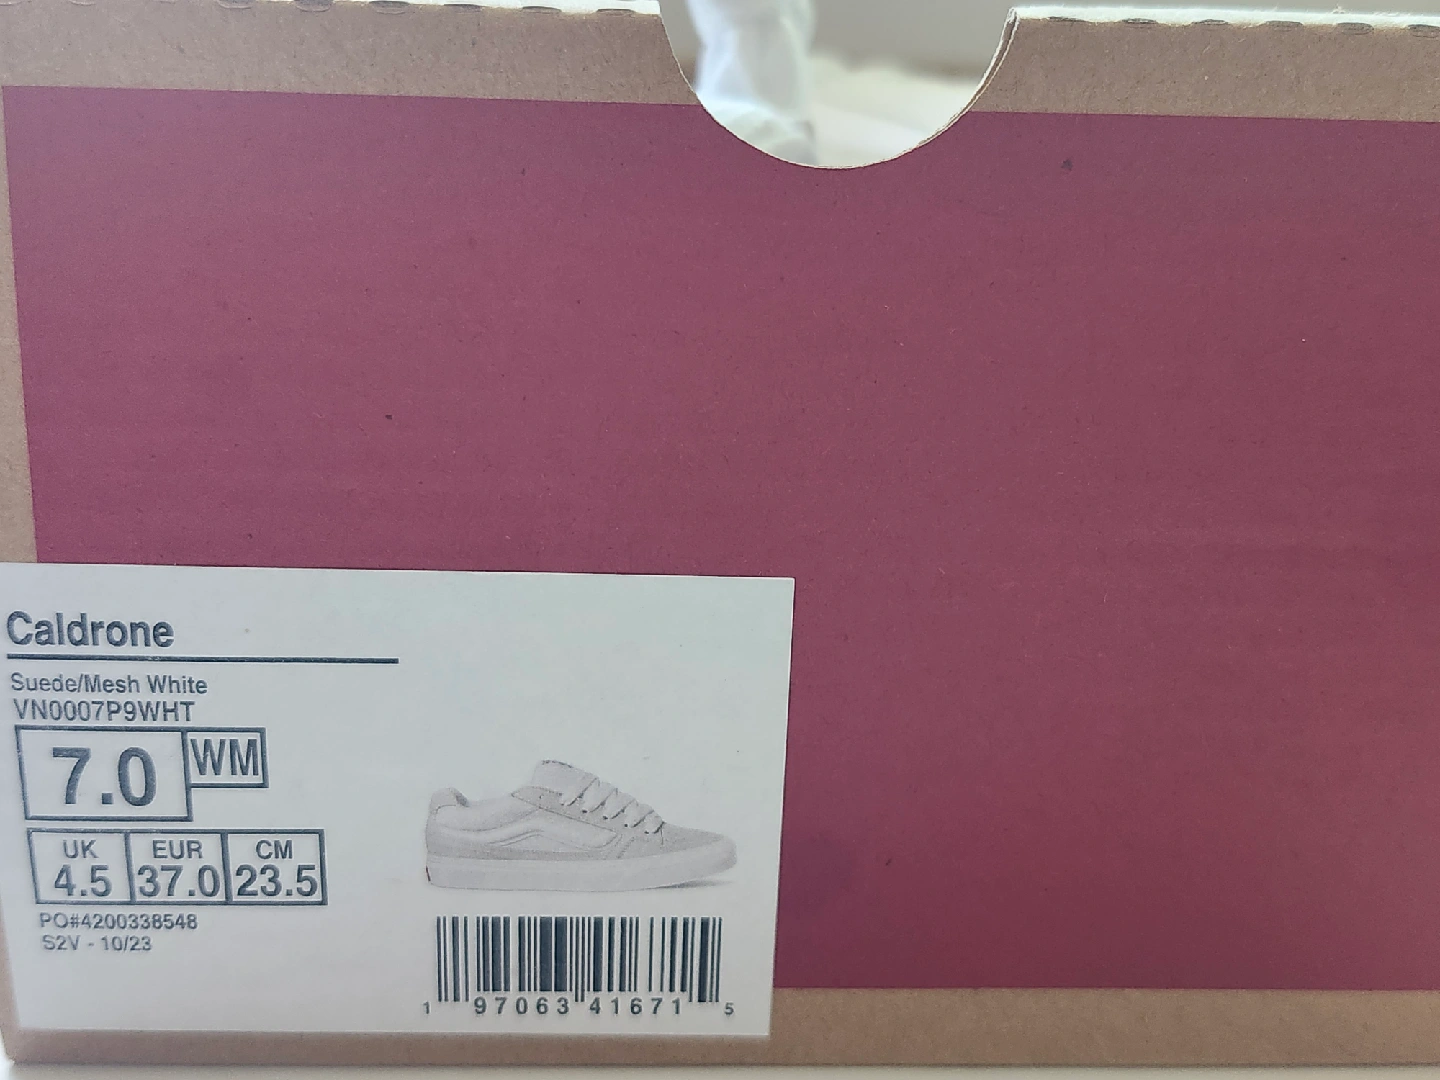 Caldrone
Suede/Mesh White
VN0007P9WHT
7.0 WM
UK EUR CM
4.5 37.0 23.5
PO#4200338548
S2V - 10/23
1 97063 41671 5